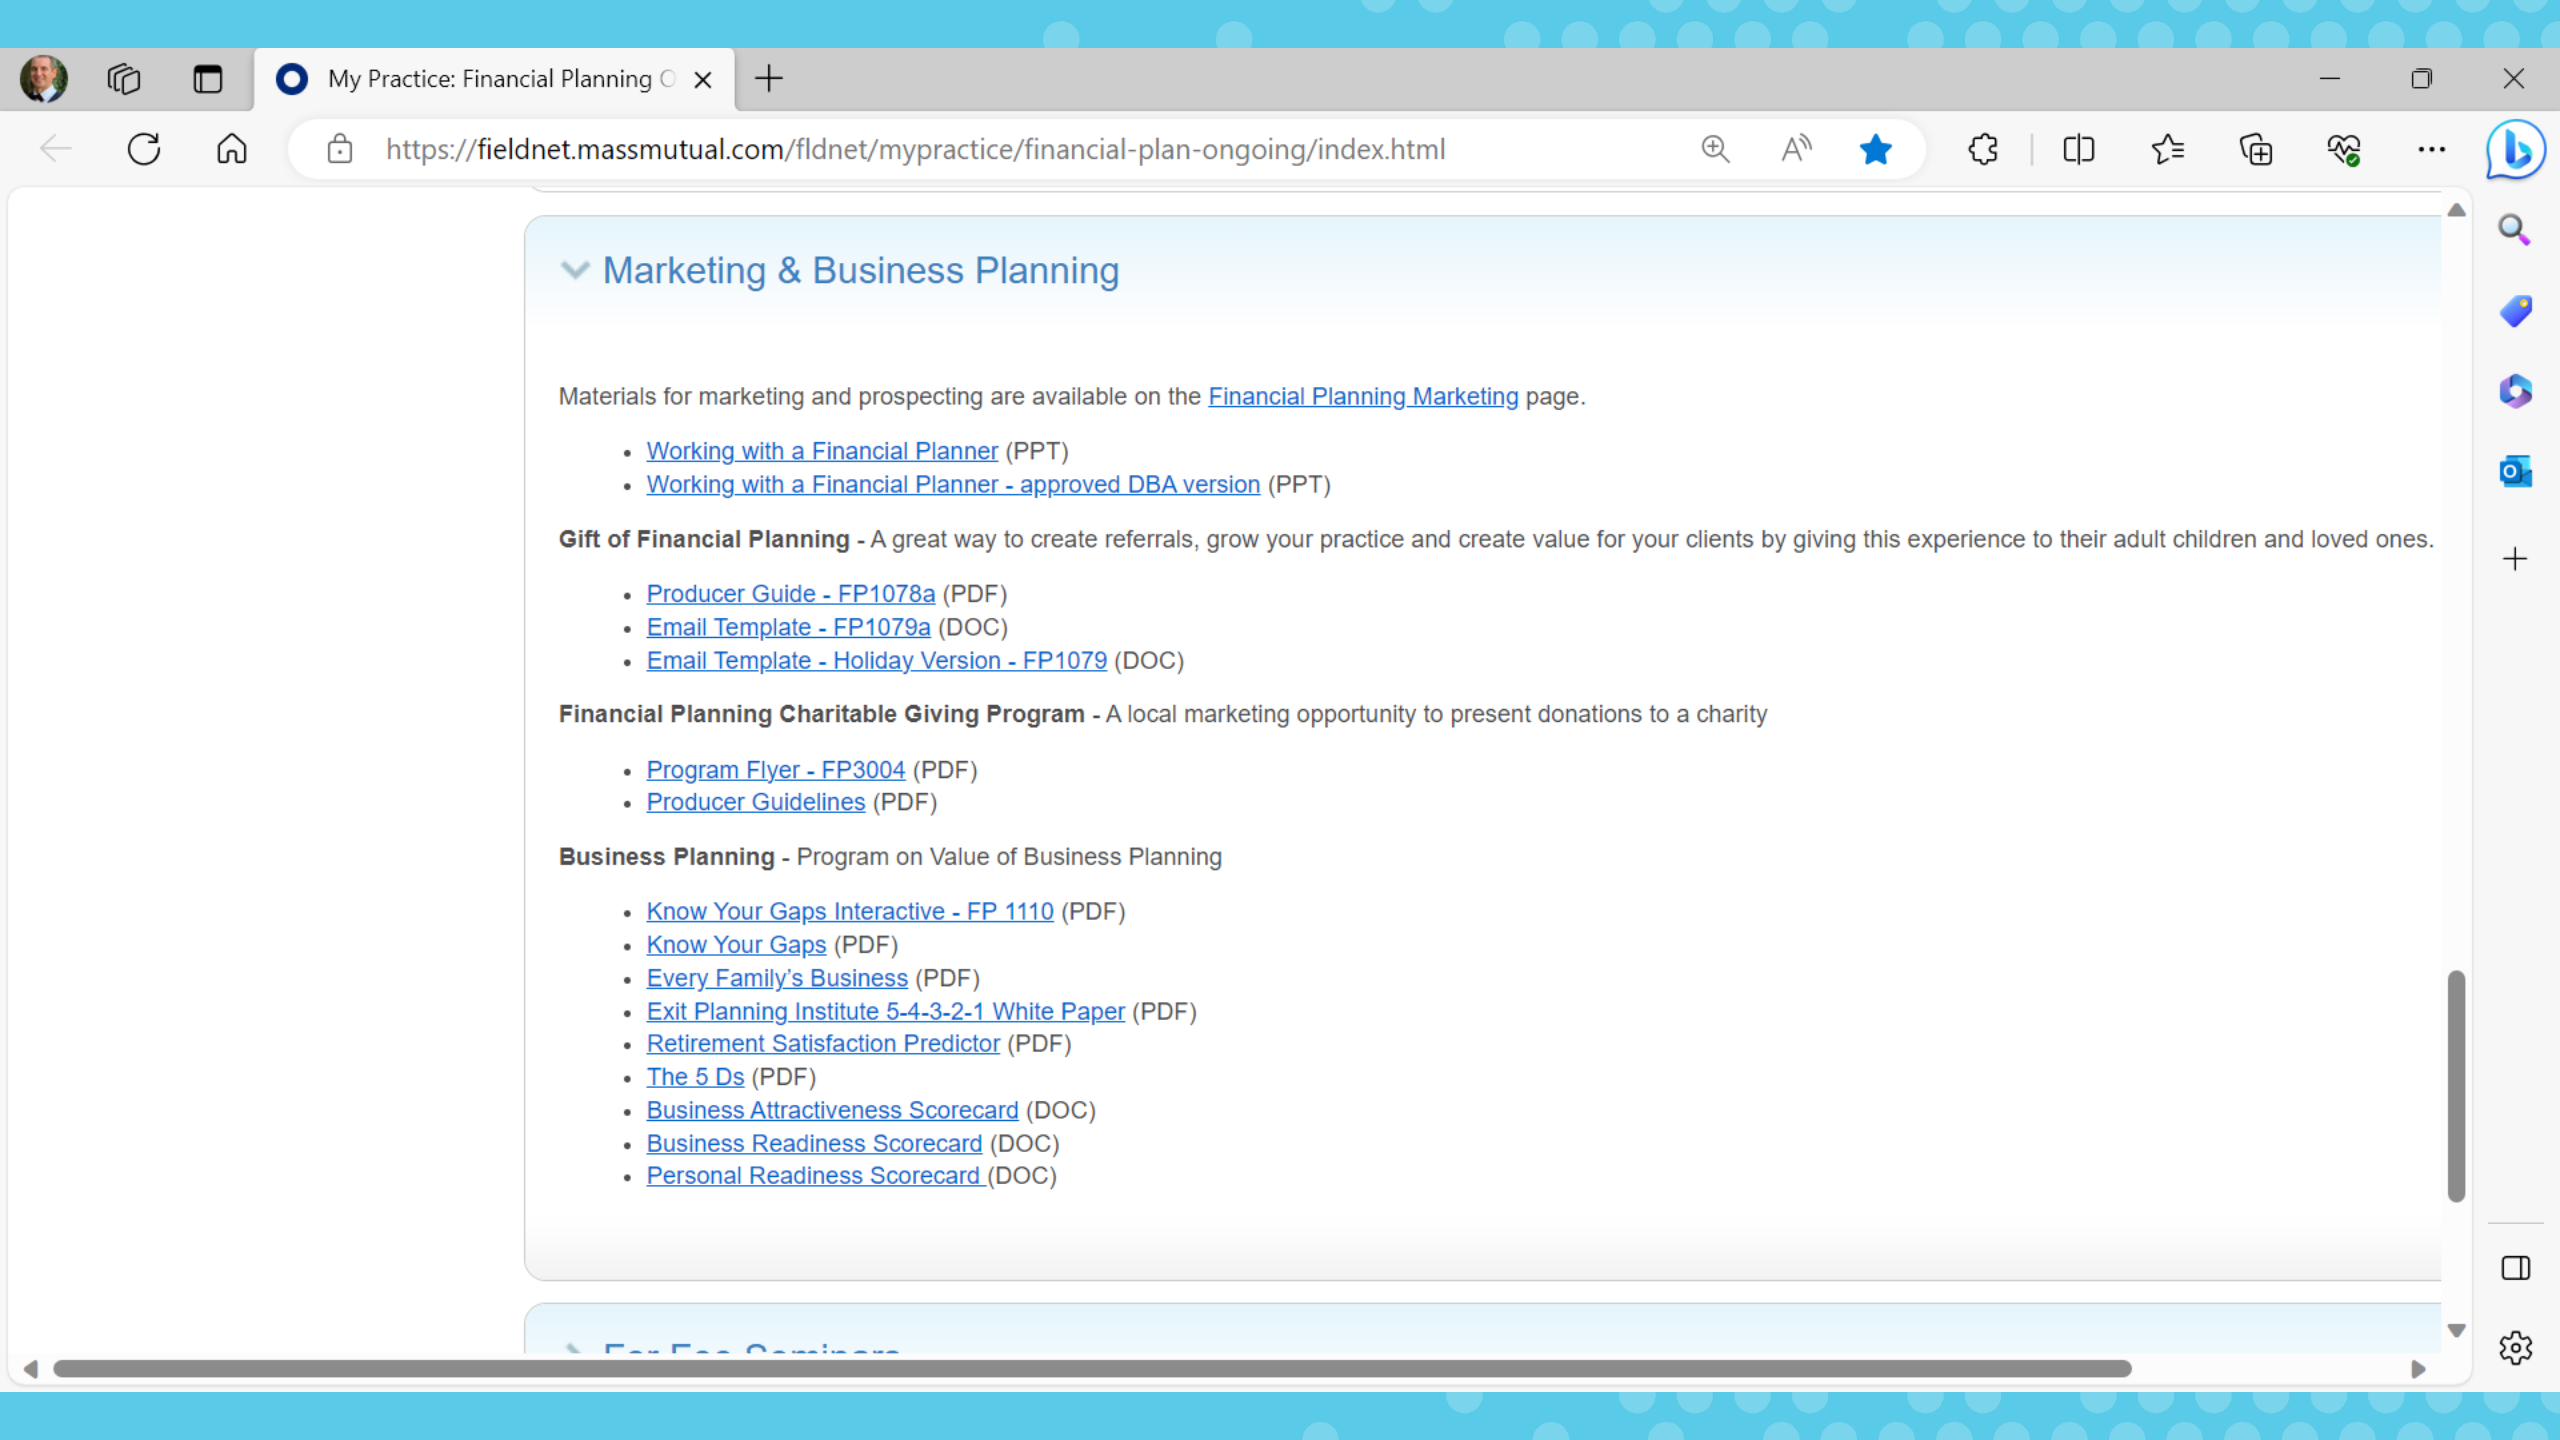 My Practice: Financial Planning O
https://fieldnet.massmutual.com/fldnet/mypractice/financial-plan-ongoing/index.html
Marketing & Business Planning
Materials for marketing and prospecting are available on the Financial Planning Marketing page.
• Working with a Financial Planner (PPT)
• Working with a Financial Planner - approved DBA version (PPT)
Gift of Financial Planning - A great way to create referrals, grow your practice and create value for your clients by giving this experience to their adult children and loved ones.
• Producer Guide - FP1078a (PDF)
• Email Template - FP1079a (DOC)
• Email Template - Holiday Version - FP1079 (DOC)
Financial Planning Charitable Giving Program - A local marketing opportunity to present donations to a charity
• Program Flyer - FP3004 (PDF)
• Producer Guidelines (PDF)
Business Planning - Program on Value of Business Planning
• Know Your Gaps Interactive - FP 1110 (PDF)
• Know Your Gaps (PDF)
• Every Family’s Business (PDF)
• Exit Planning Institute 5-4-3-2-1 White Paper (PDF)
• Retirement Satisfaction Predictor (PDF)
• The 5 Ds (PDF)
• Business Attractiveness Scorecard (DOC)
• Business Readiness Scorecard (DOC)
• Personal Readiness Scorecard (DOC)
For Fee Seminars